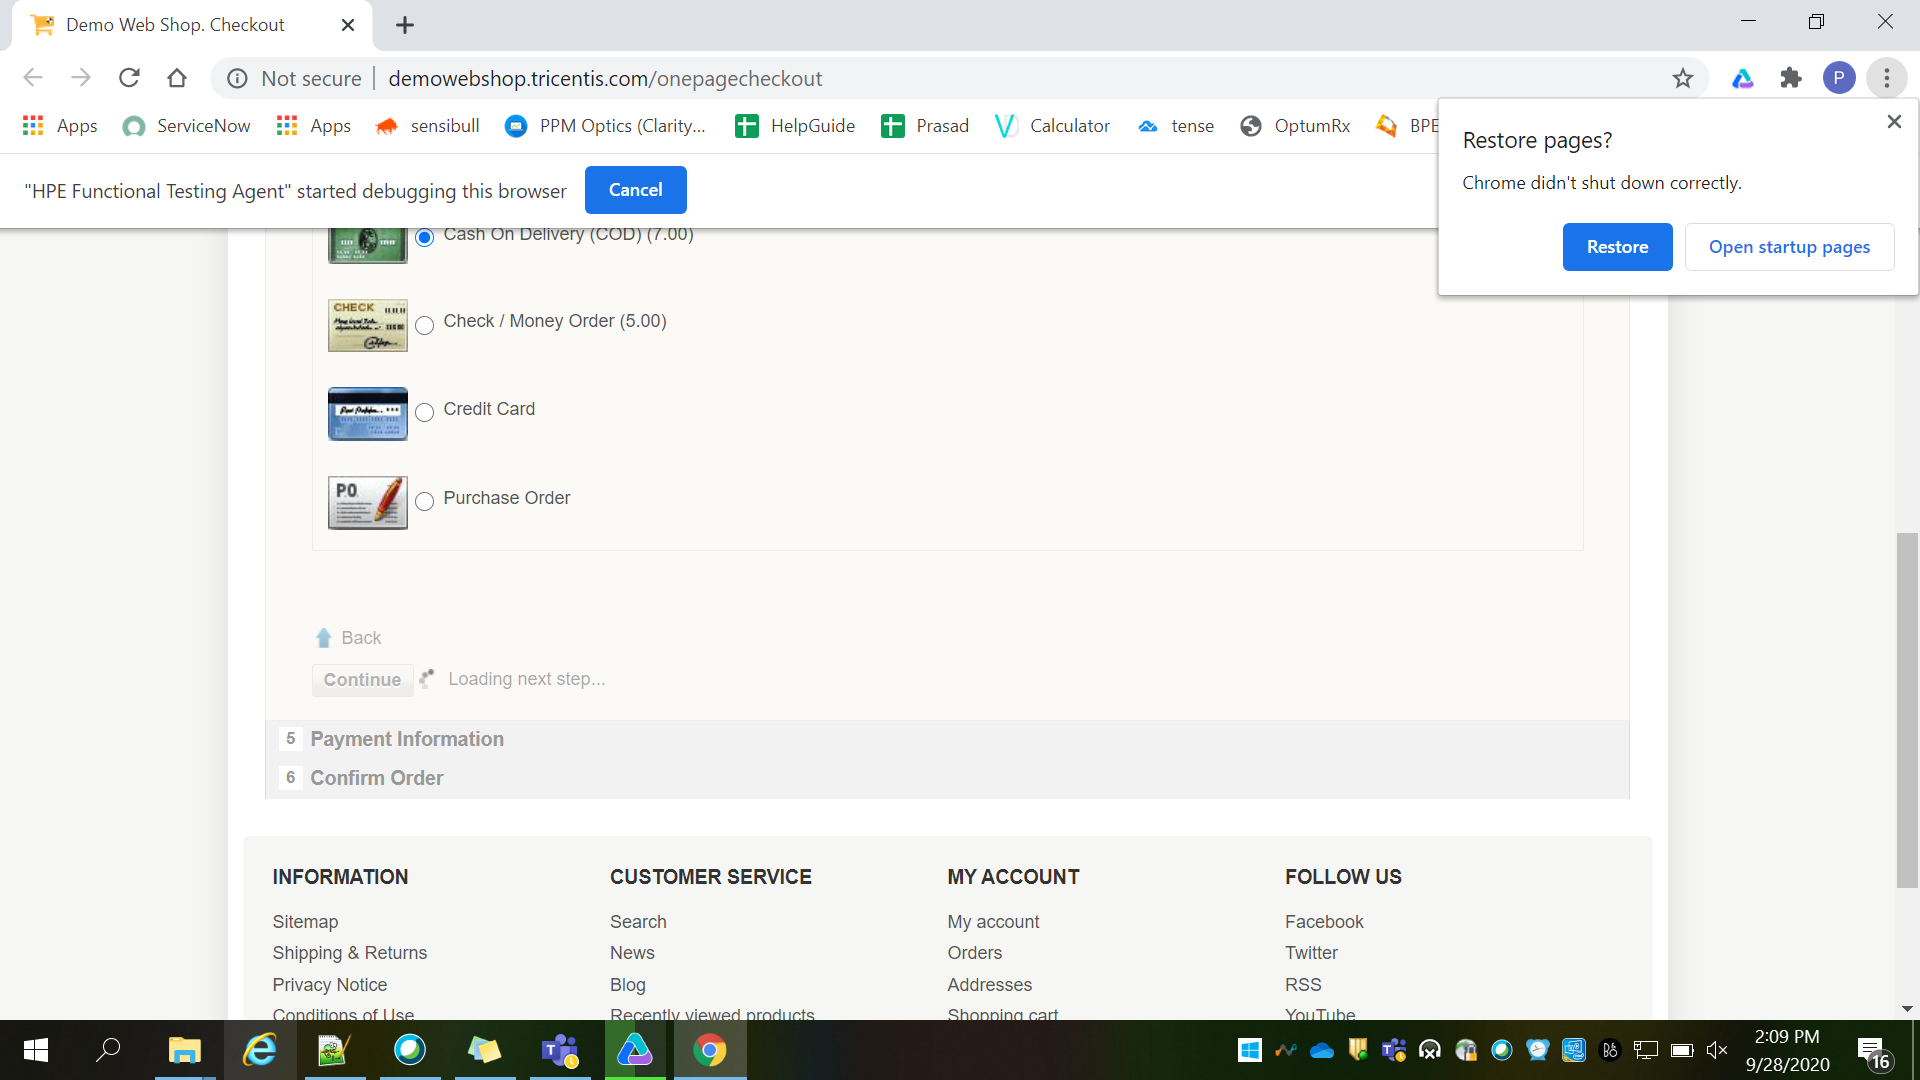 Demo Web Shop. Checkout
Not secure
demowebshop.tricentis.com/onepagecheckout
P
Apps
ServiceNow
Apps
sensibull
PPM Optics (Clarity...
HelpGuide
Prasad
Calculator
tense
OptumRx
BPE
Restore pages?
Chrome didn't shut down correctly.
Restore
Open startup pages
"HPE Functional Testing Agent" started debugging this browser
Cancel
Cash On Delivery (COD) (7.00)
CHECK
Check / Money Order (5.00)
Credit Card
P.O.
Purchase Order
Back
Continue
Loading next step...
5 Payment Information
6 Confirm Order
INFORMATION
Sitemap
Shipping & Returns
Privacy Notice
Conditions of Use
CUSTOMER SERVICE
Search
News
Blog
Recently viewed products
MY ACCOUNT
My account
Orders
Addresses
Shopping cart
FOLLOW US
Facebook
Twitter
RSS
YouTube
2:09 PM
9/28/2020
16